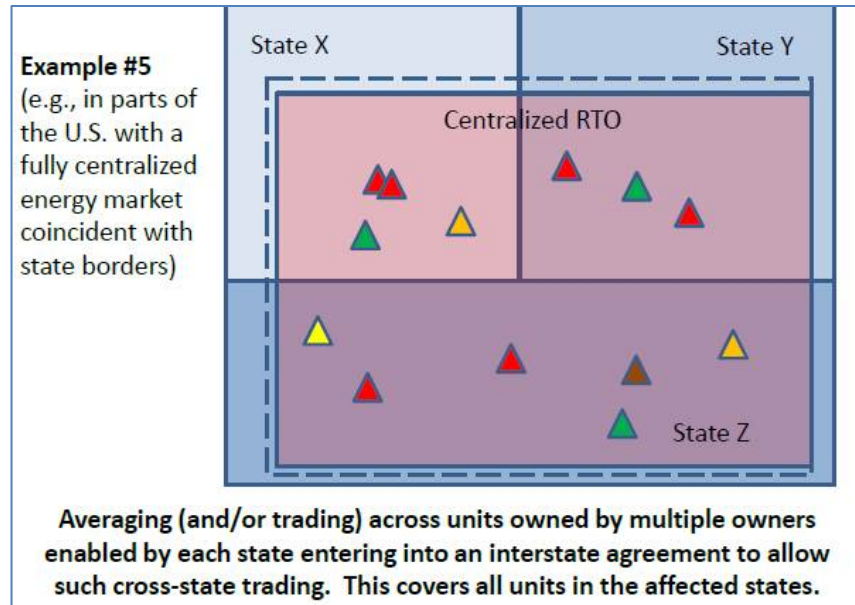 State X
State Y
Example #5
(e.g., in parts of
the U.S. with a
fully centralized
energy market
coincident with
state borders)
Centralized RTO
State Z
Averaging (and/or trading) across units owned by multiple owners
enabled by each state entering into an interstate agreement to allow
such cross-state trading.  This covers all units in the affected states.